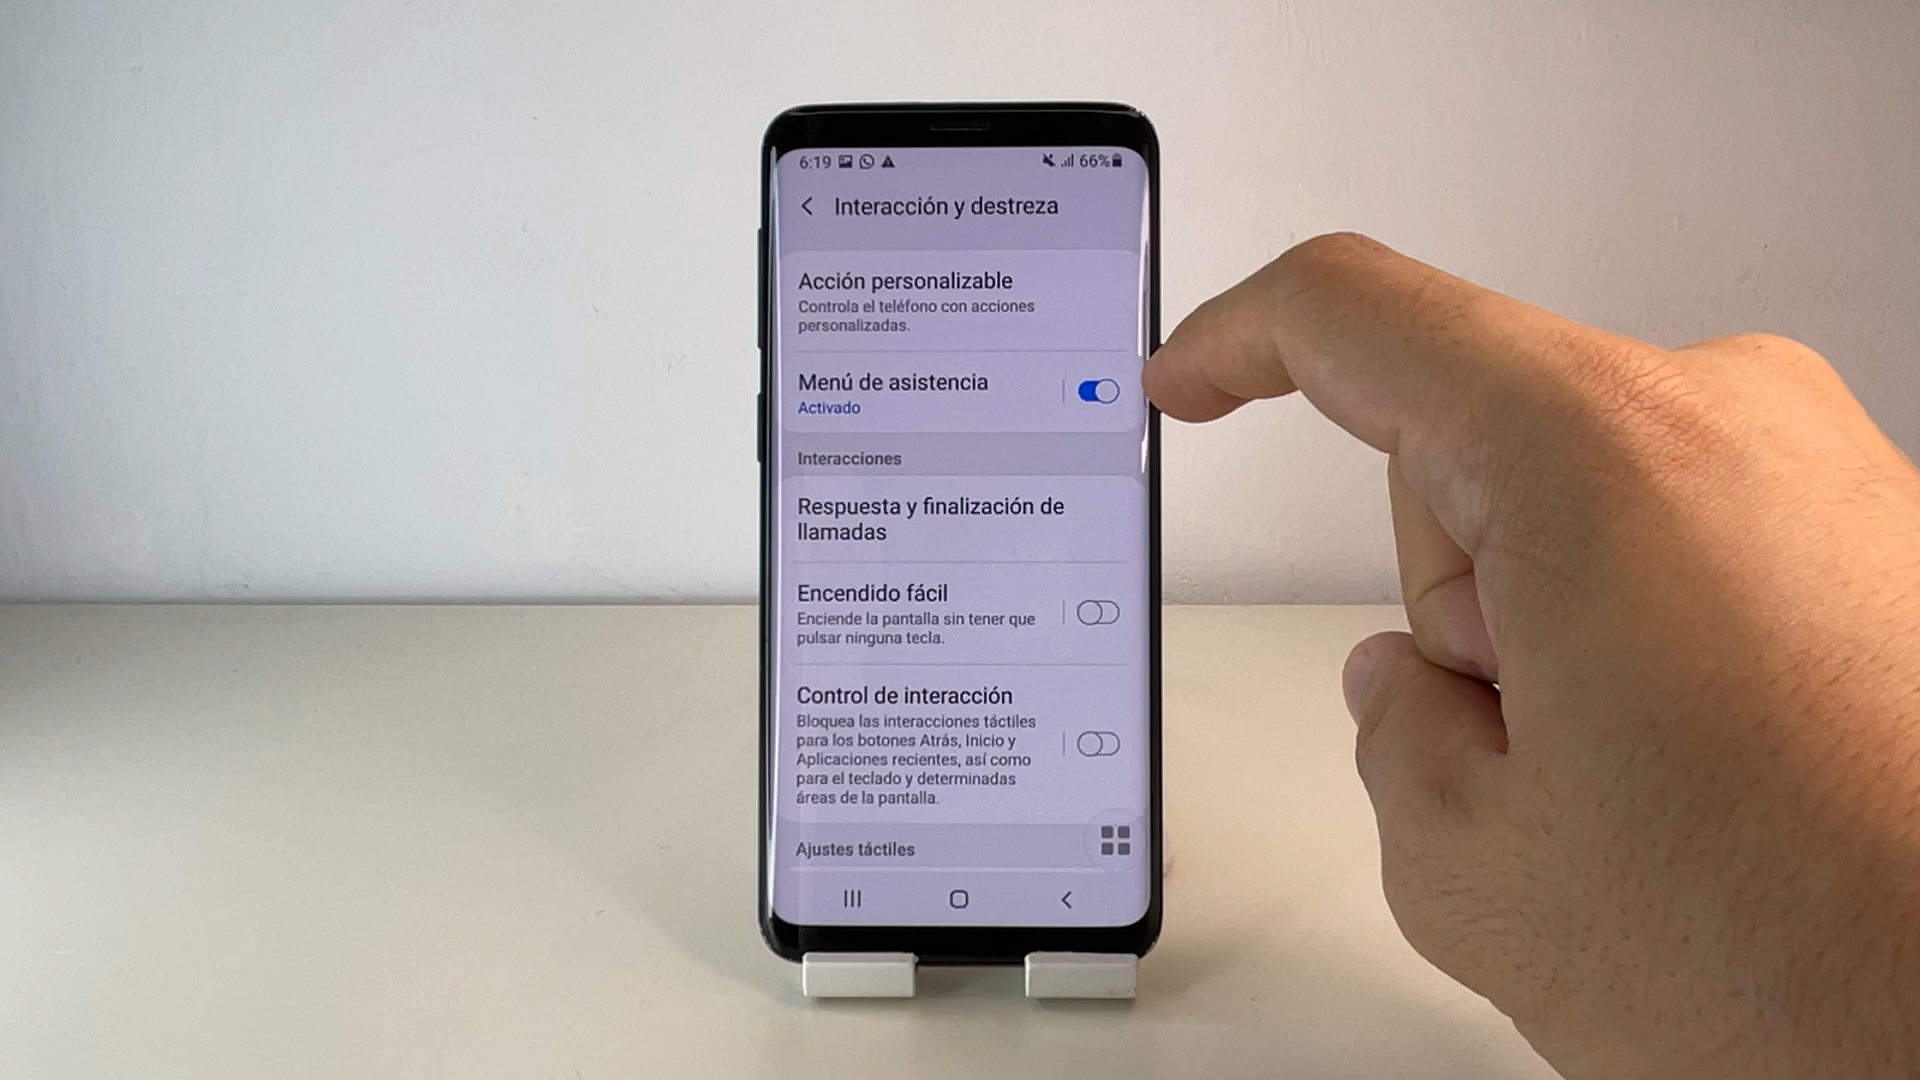 6:19 66%
Interacción y destreza
Acción personalizable
Controla el teléfono con acciones
personalizadas.
Menú de asistencia
Activado
Interacciones
Respuesta y finalización de
llamadas
Encendido fácil
Enciende la pantalla sin tener que
pulsar ninguna tecla.
Control de interacción
Bloquea las interacciones táctiles
para los botones Atrás, Inicio y
Aplicaciones recientes, así como
para el teclado y determinadas
áreas de la pantalla.
Ajustes táctiles